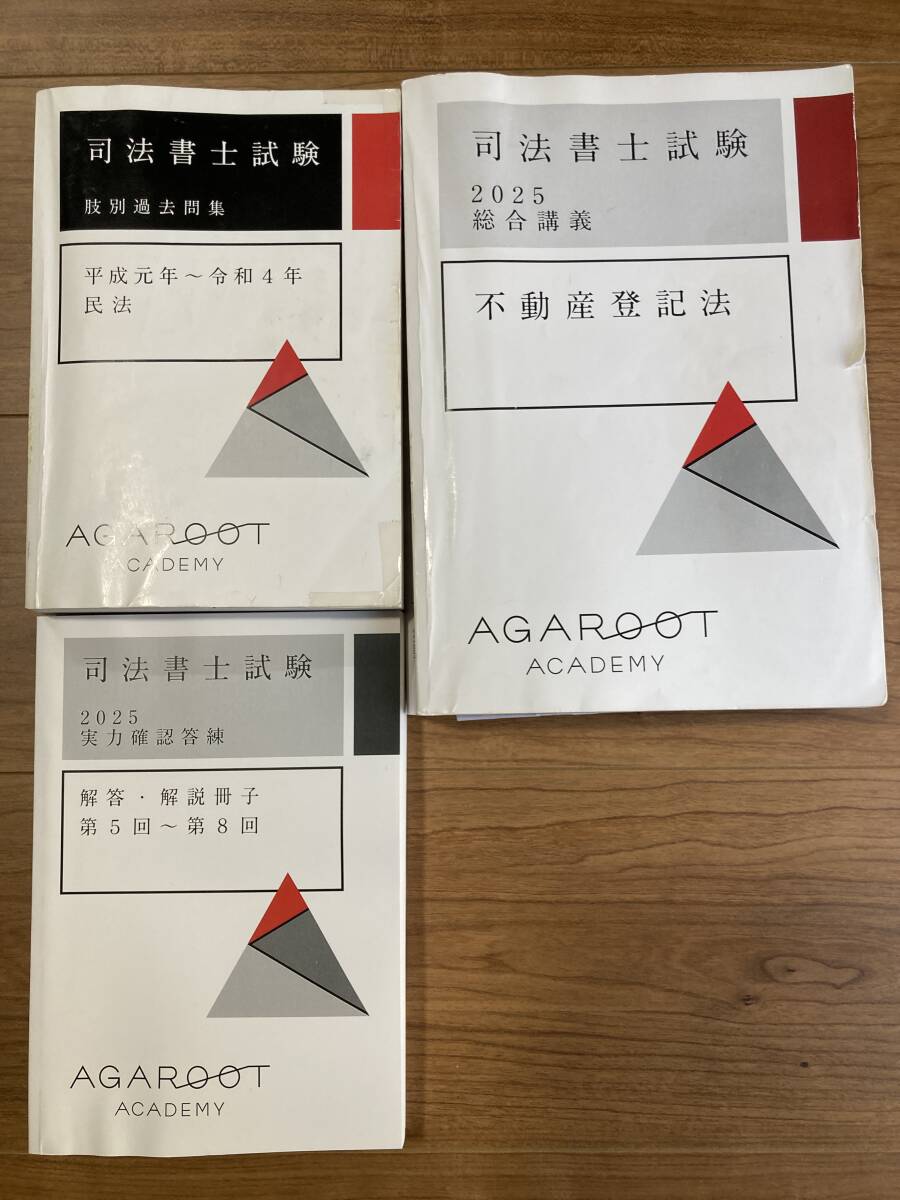 司法書士試験
肢別過去問集
平成元年～令和4年
民法
AGAROOT
ACADEMY
司法書士試験
2025
総合講義
不動産登記法
AGAROOT
ACADEMY
司法書士試験
2025
実力確認答練
解答・解説冊子
第5回～第8回
AGAROOT
ACADEMY